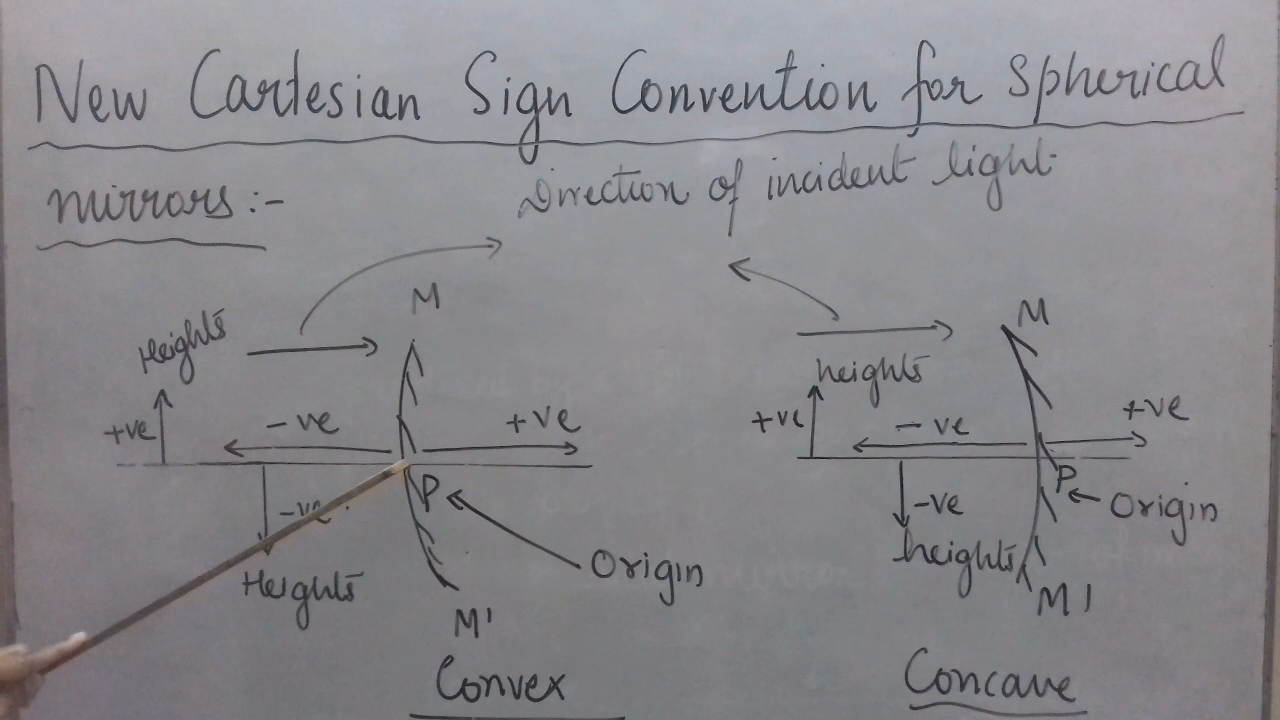 New Cartesian Sign Convention for Spherical
mirrors:-
Direction of incident light
Heights
M
+ve
-ve
+ve
-ve
P
Heights
Origin
M'
Convex
M
heights
+ve
-ve
+ve
P
-ve
Origin
heights
M'
Concave